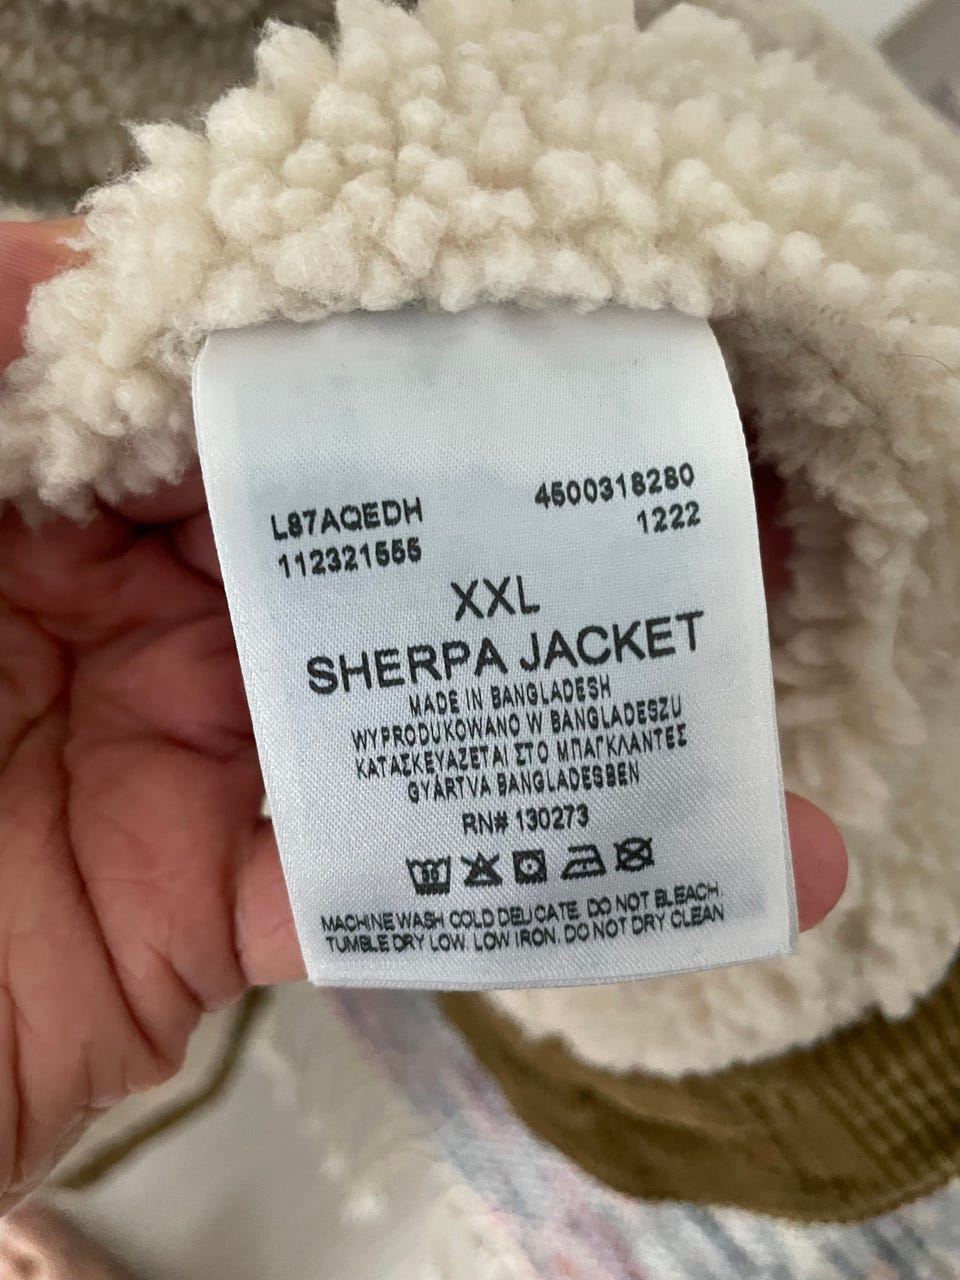 L87AQEDH 4500318280
112321555 1222
XXL
SHERPA JACKET
MADE IN BANGLADESH
WYPRODUKOWANO W BANGLADESZU
ΚΑΤΑΣΚΕΥΑΖΕΤΑΙ ΣΤΟ ΜΠΑΓΚΛΑΝΤΕΣ
GYÁRTVA BANGLADESBEN
RN# 130273
MACHINE WASH COLD DELICATE. DO NOT BLEACH.
TUMBLE DRY LOW. LOW IRON. DO NOT DRY CLEAN